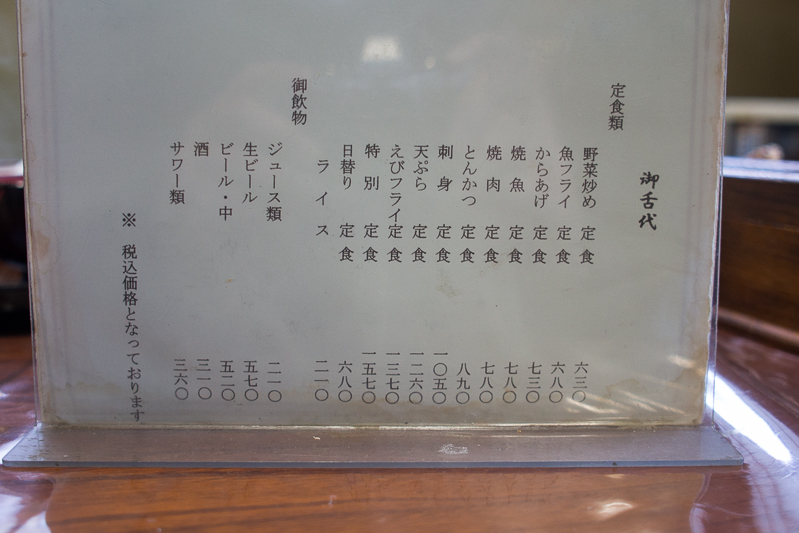 御舌代
定食類
野菜炒め 定食 六三〇
魚フライ 定食 六八〇
からあげ 定食 七三〇
焼魚 定食 七八〇
焼肉 定食 七八〇
とんかつ 定食 八九〇
刺身 定食 一〇五〇
天ぷら 定食 一二六〇
えびフライ 定食 一三七〇
特別 定食 一五七〇
日替り 定食 六八〇
ライス 二一〇
御飲物
ジュース類 二一〇
生ビール 五七〇
ビール・中 五二〇
酒 三一〇
サワー類 三六〇
※ 税込価格となっております